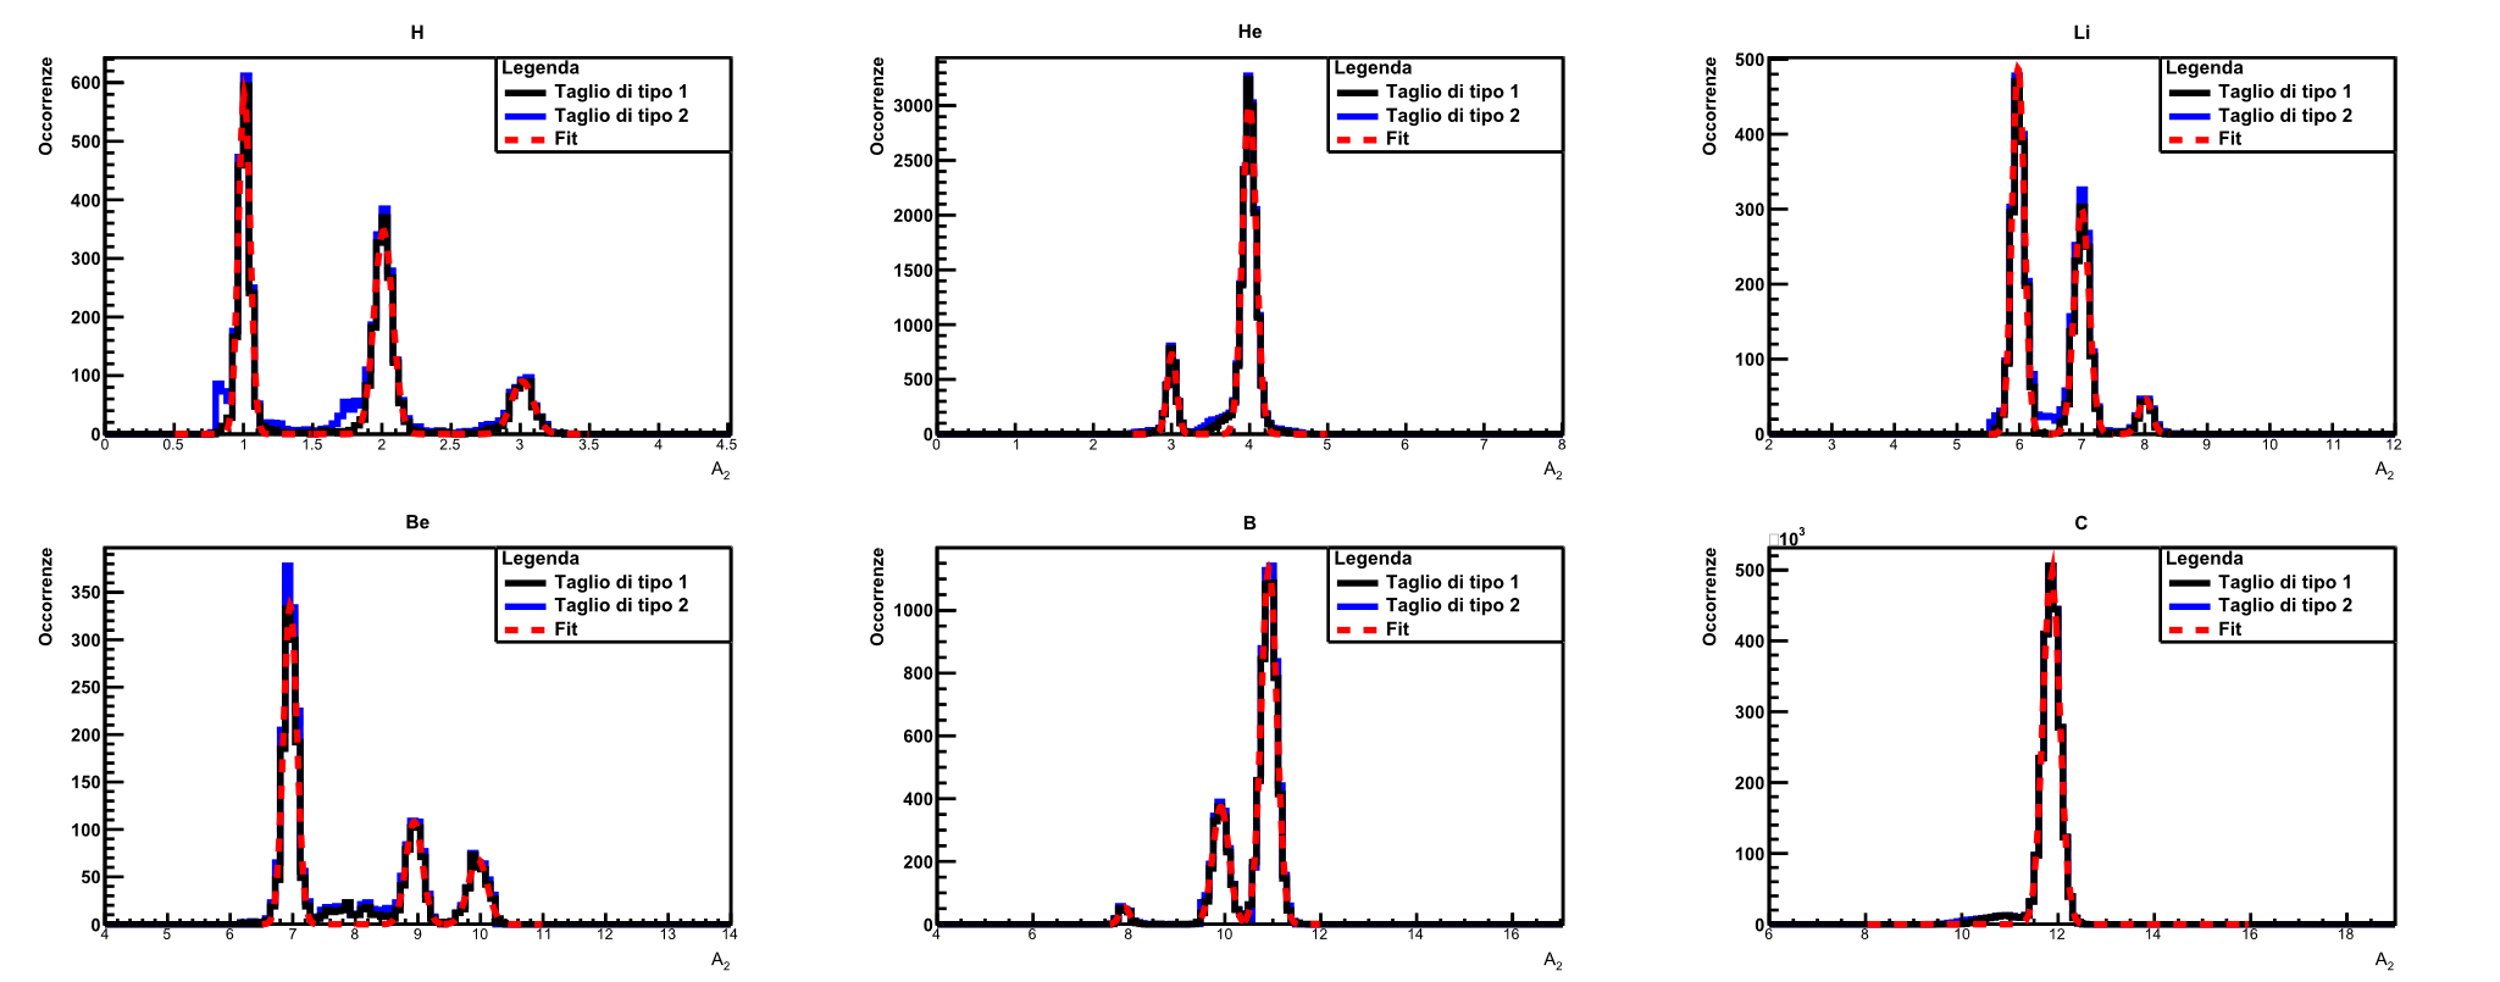 H
Occorrenze
600
500
400
300
200
100
0
0 0.5 1 1.5 2 2.5 3 3.5 4 4.5
A2
Legenda
Taglio di tipo 1
Taglio di tipo 2
Fit
He
Occorrenze
3000
2500
2000
1500
1000
500
0
0 1 2 3 4 5 6 7 8
A2
Legenda
Taglio di tipo 1
Taglio di tipo 2
Fit
Li
Occorrenze
500
400
300
200
100
0
2 3 4 5 6 7 8 9 10 11 12
A2
Legenda
Taglio di tipo 1
Taglio di tipo 2
Fit
Be
Occorrenze
350
300
250
200
150
100
50
0
4 5 6 7 8 9 10 11 12 13 14
A2
Legenda
Taglio di tipo 1
Taglio di tipo 2
Fit
B
Occorrenze
1000
800
600
400
200
0
4 6 8 10 12 14 16
A2
Legenda
Taglio di tipo 1
Taglio di tipo 2
Fit
C
10^3
Occorrenze
500
400
300
200
100
0
6 8 10 12 14 16 18
A2
Legenda
Taglio di tipo 1
Taglio di tipo 2
Fit